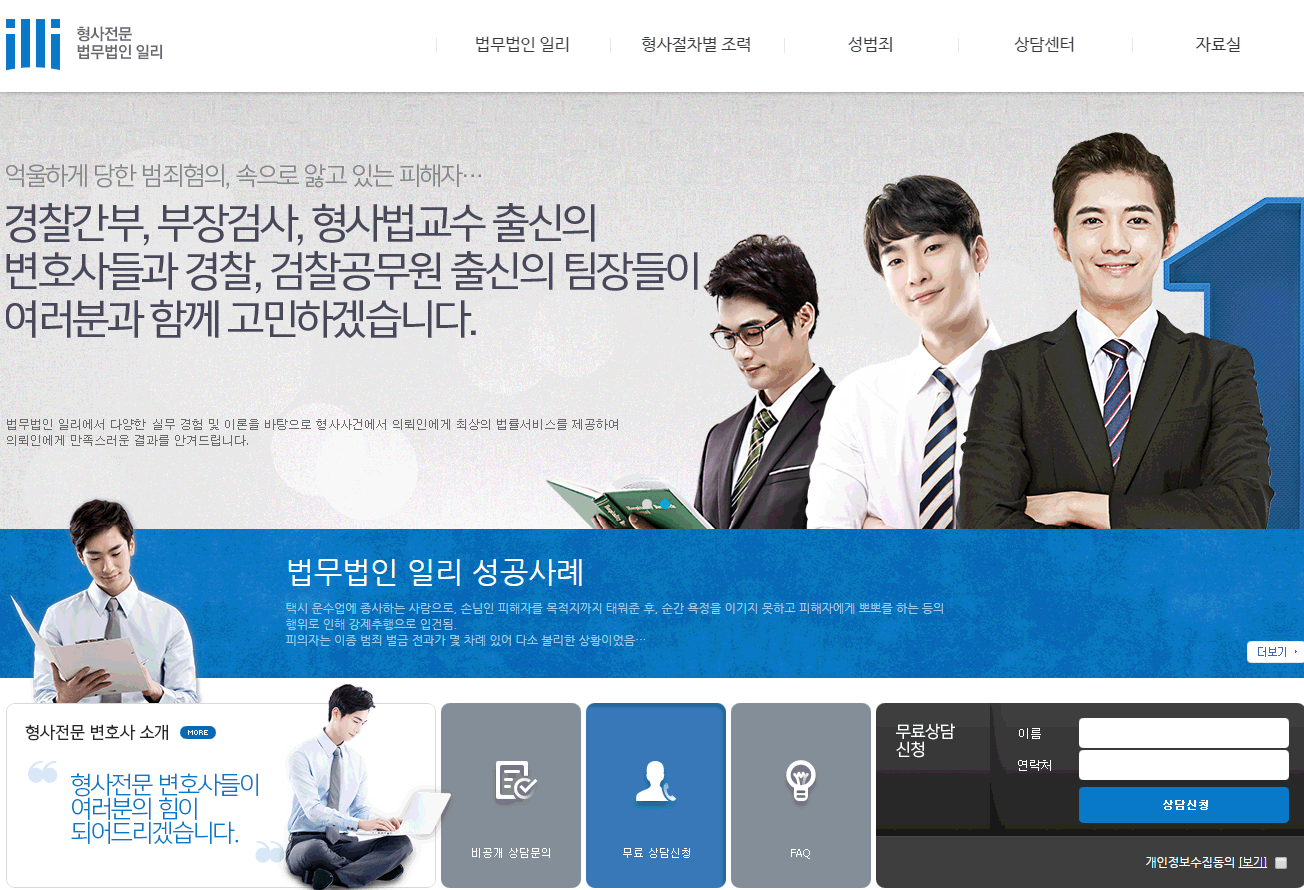 형사전문
법무법인 일리
법무법인 일리
형사절차별 조력
성범죄
상담센터
자료실
억울하게 당한 범죄혐의, 속으로 앓고 있는 피해자…
경찰간부, 부장검사, 형사법교수 출신의
변호사들과 경찰, 검찰공무원 출신의 팀장들이
여러분과 함께 고민하겠습니다.
법무법인 일리에서 다양한 실무 경험 및 이론을 바탕으로 형사사건에서 의뢰인에게 최상의 법률서비스를 제공하여
의뢰인에게 만족스러운 결과를 안겨드립니다.
법무법인 일리 성공사례
택시 운수업에 종사하는 사람으로, 손님인 피해자를 목적지까지 태워준 후, 순간 욕정을 이기지 못하고 피해자에게 뽀뽀를 하는 등의
행위로 인해 강제추행으로 입건됨.
피의자는 이종 범죄 벌금 전과가 몇 차례 있어 다소 불리한 상황이었음…
더보기
형사전문 변호사 소개 MORE
형사전문 변호사들이
여러분의 힘이
되어드리겠습니다.
비공개 상담문의
무료 상담신청
FAQ
무료상담
신청
이름
연락처
상담신청
개인정보수집동의 [보기]